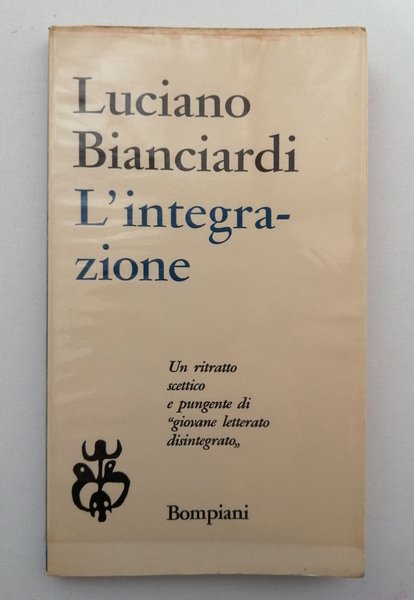 Luciano
Bianciardi
L'integra-
zione
Un ritratto
scettico
e pungente di
“giovane letterato
disintegrato„
Bompiani